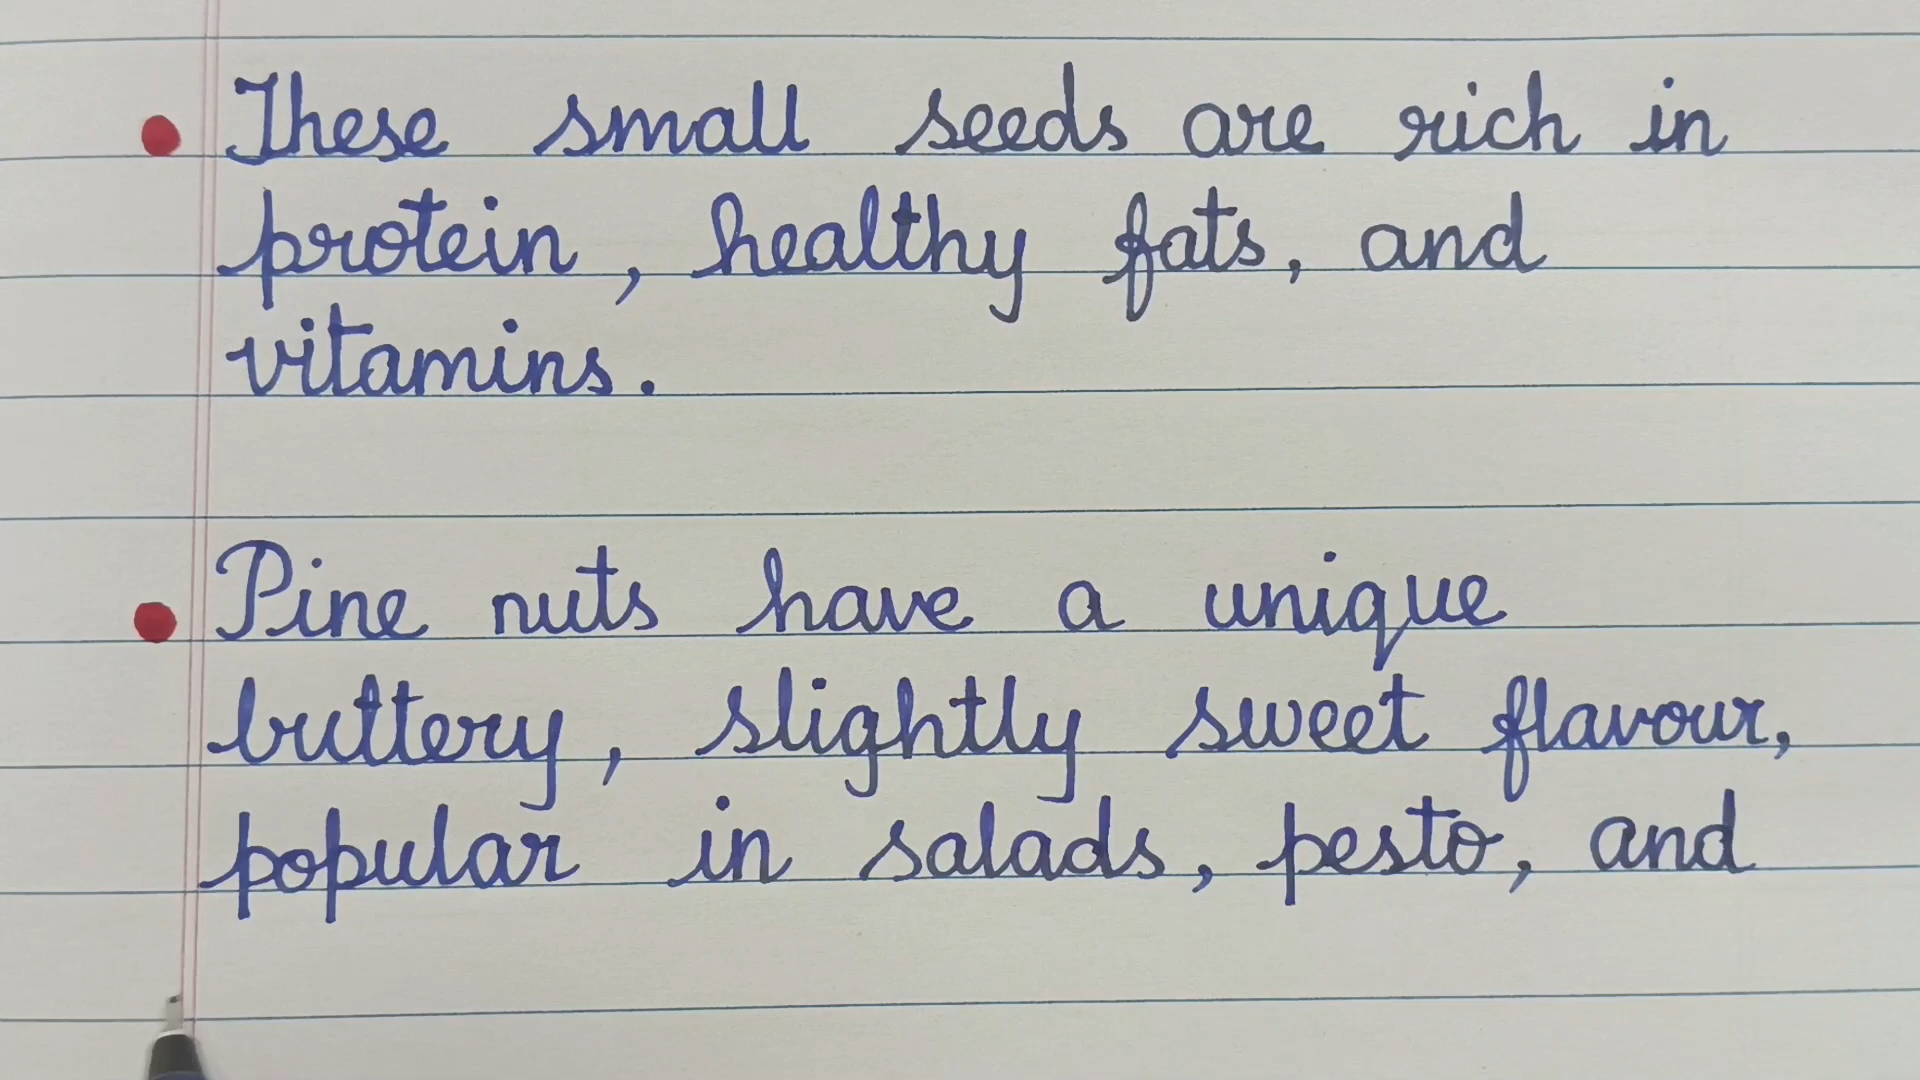 • These small seeds are rich in
protein, healthy fats, and
vitamins.
• Pine nuts have a unique
buttery, slightly sweet flavour,
popular in salads, pesto, and